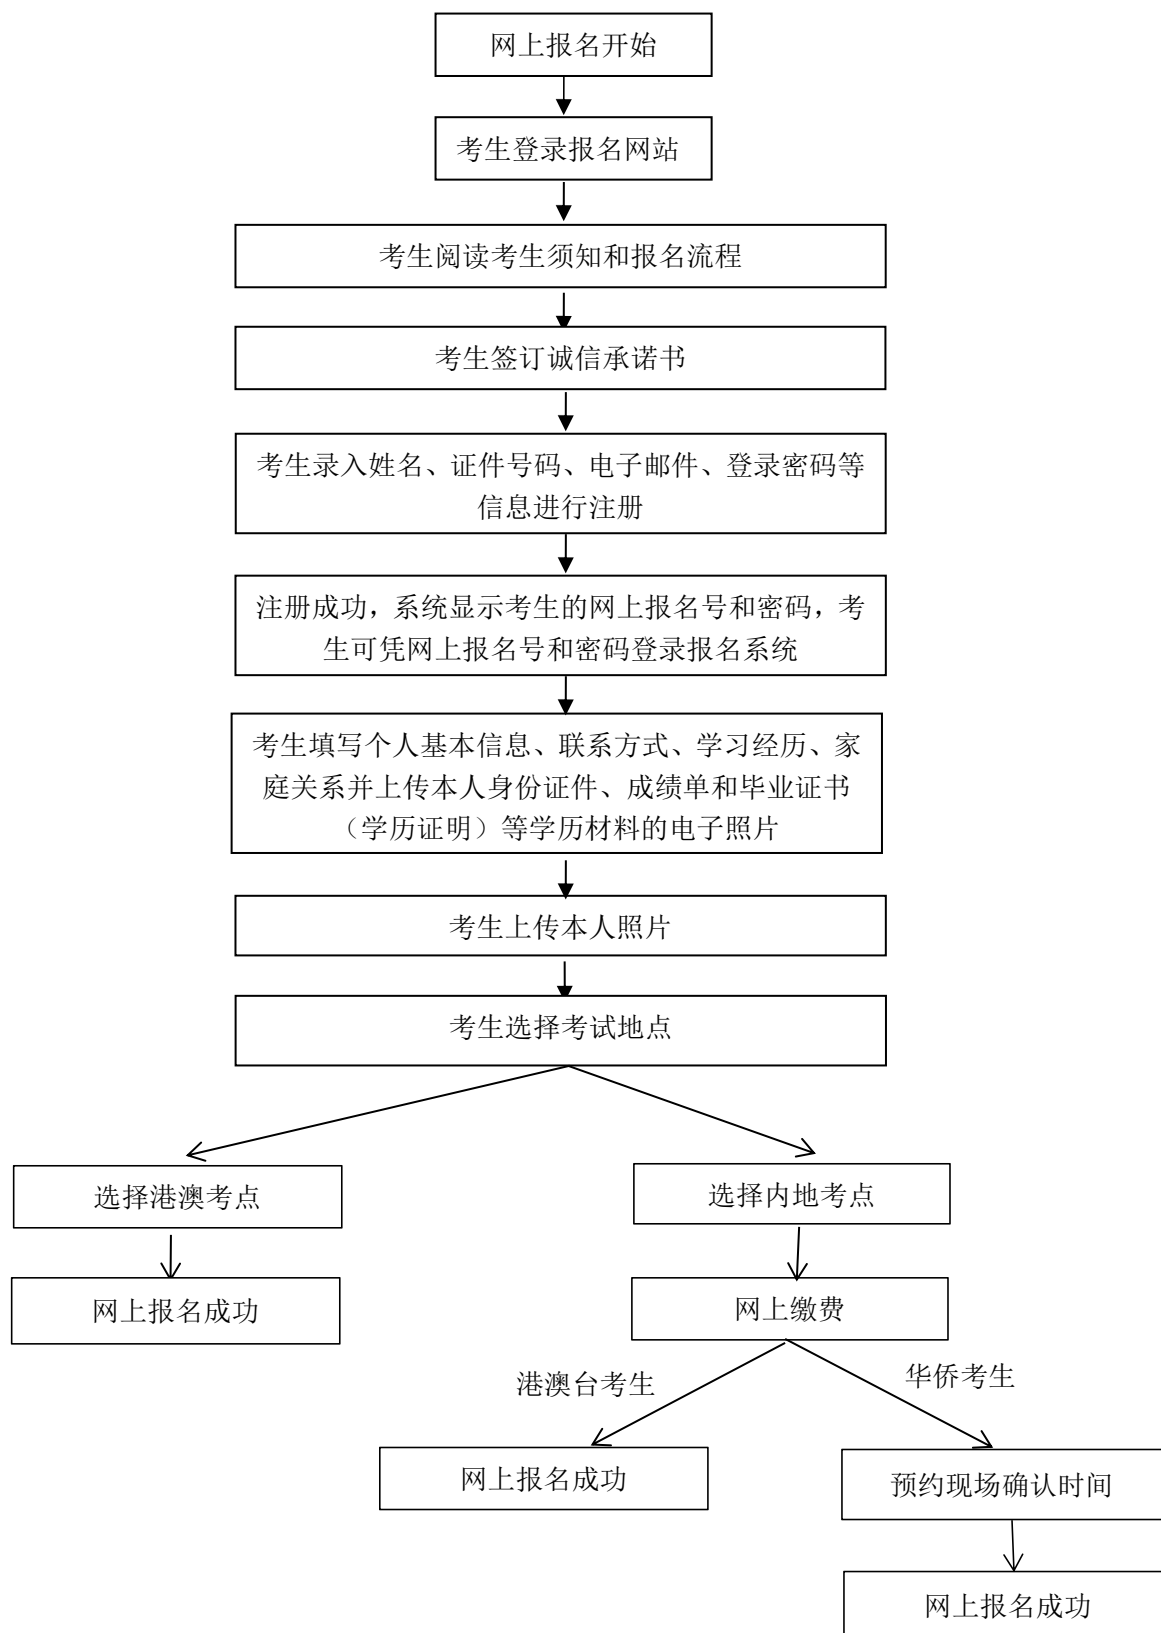 网上报名开始
考生登录报名网站
考生阅读考生须知和报名流程
考生签订诚信承诺书
考生录入姓名、证件号码、电子邮件、登录密码等
信息进行注册
注册成功，系统显示考生的网上报名号和密码，考
生可凭网上报名号和密码登录报名系统
考生填写个人基本信息、联系方式、学习经历、家
庭关系并上传本人身份证件、成绩单和毕业证书
（学历证明）等学历材料的电子照片
考生上传本人照片
考生选择考试地点
选择港澳考点
选择内地考点
网上报名成功
网上缴费
港澳台考生
华侨考生
网上报名成功
预约现场确认时间
网上报名成功